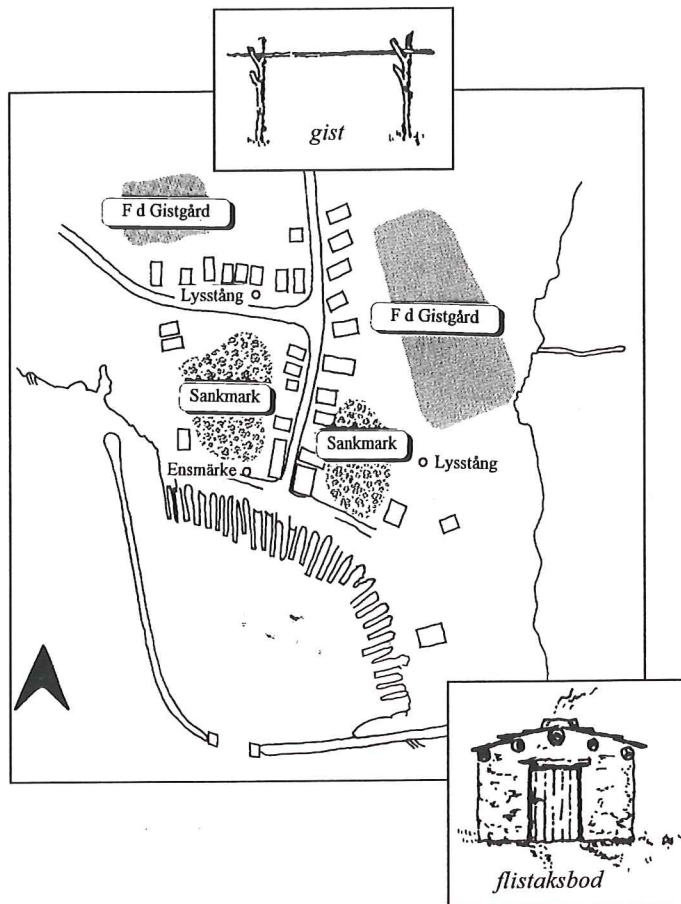 gist
F d Gistgård
Lysstång
F d Gistgård
Sankmark
Sankmark
Lysstång
Ensmärke
flistaksbod